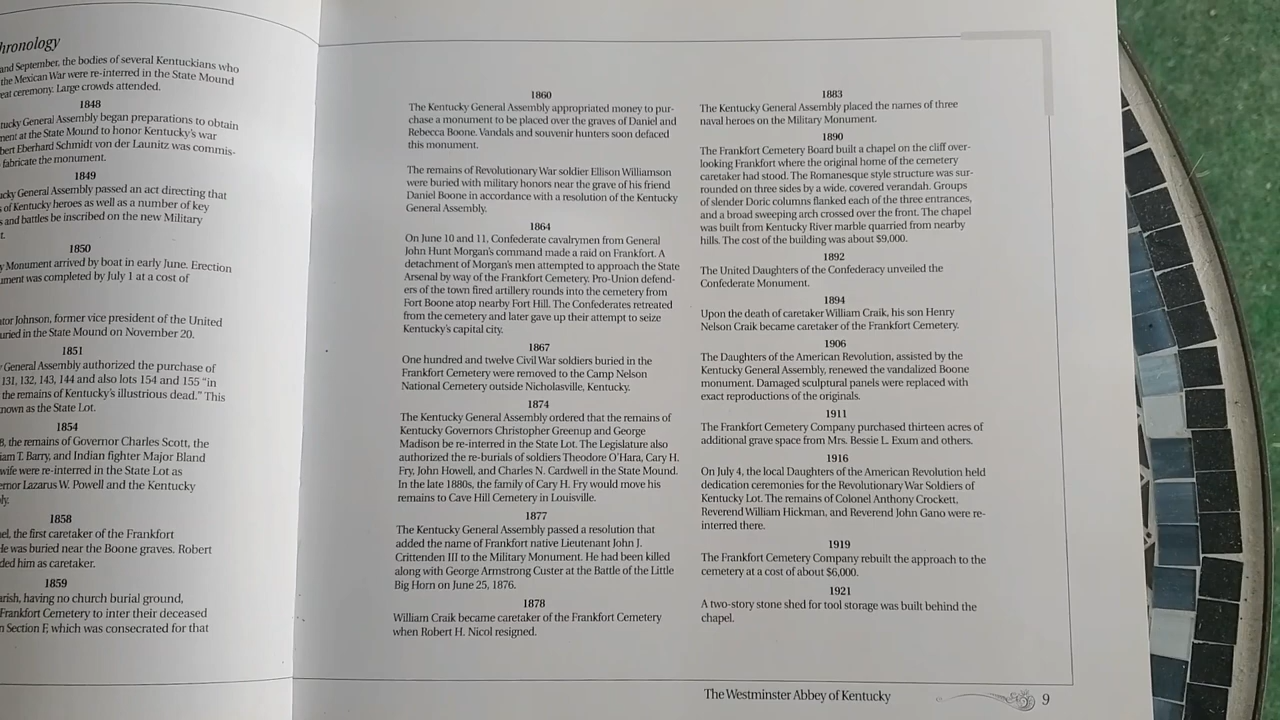 hronology
and September, the bodies of several Kentuckians who
the Mexican War were re-interred in the State Mound
eat ceremony. Large crowds attended.
1848
tucky General Assembly began preparations to obtain
ment at the State Mound to honor Kentucky's war
bert Eberhard Schmidt von der Launitz was commis-
fabricate the monument.
1849
ucky General Assembly passed an act directing that
of Kentucky heroes as well as a number of key
s and battles be inscribed on the new Military
t.
1850
y Monument arrived by boat in early June. Erection
ument was completed by July 1 at a cost of
tor Johnson, former vice president of the United
uried in the State Mound on November 20.
1851
General Assembly authorized the purchase of
131, 132, 143, 144 and also lots 154 and 155 "in
the remains of Kentucky's illustrious dead." This
nown as the State Lot.
1854
8, the remains of Governor Charles Scott, the
iam T. Barry, and Indian fighter Major Bland
wife were re-interred in the State Lot as
ernor Lazarus W. Powell and the Kentucky
ly.
1858
el, the first caretaker of the Frankfort
He was buried near the Boone graves. Robert
ded him as caretaker.
1859
arish, having no church burial ground,
Frankfort Cemetery to inter their deceased
n Section F, which was consecrated for that
1860
The Kentucky General Assembly appropriated money to pur-
chase a monument to be placed over the graves of Daniel and
Rebecca Boone. Vandals and souvenir hunters soon defaced
this monument.
The remains of Revolutionary War soldier Ellison Williamson
were buried with military honors near the grave of his friend
Daniel Boone in accordance with a resolution of the Kentucky
General Assembly.
1864
On June 10 and 11, Confederate cavalrymen from General
John Hunt Morgan's command made a raid on Frankfort. A
detachment of Morgan's men attempted to approach the State
Arsenal by way of the Frankfort Cemetery. Pro-Union defend-
ers of the town fired artillery rounds into the cemetery from
Fort Boone atop nearby Fort Hill. The Confederates retreated
from the cemetery and later gave up their attempt to seize
Kentucky's capital city.
1867
One hundred and twelve Civil War soldiers buried in the
Frankfort Cemetery were removed to the Camp Nelson
National Cemetery outside Nicholasville, Kentucky.
1874
The Kentucky General Assembly ordered that the remains of
Kentucky Governors Christopher Greenup and George
Madison be re-interred in the State Lot. The Legislature also
authorized the re-burials of soldiers Theodore O'Hara, Cary H.
Fry, John Howell, and Charles N. Cardwell in the State Mound.
In the late 1880s, the family of Cary H. Fry would move his
remains to Cave Hill Cemetery in Louisville.
1877
The Kentucky General Assembly passed a resolution that
added the name of Frankfort native Lieutenant John J.
Crittenden III to the Military Monument. He had been killed
along with George Armstrong Custer at the Battle of the Little
Big Horn on June 25, 1876.
1878
William Craik became caretaker of the Frankfort Cemetery
when Robert H. Nicol resigned.
1883
The Kentucky General Assembly placed the names of three
naval heroes on the Military Monument.
1890
The Frankfort Cemetery Board built a chapel on the cliff over-
looking Frankfort where the original home of the cemetery
caretaker had stood. The Romanesque style structure was sur-
rounded on three sides by a wide, covered verandah. Groups
of slender Doric columns flanked each of the three entrances,
and a broad sweeping arch crossed over the front. The chapel
was built from Kentucky River marble quarried from nearby
hills. The cost of the building was about $9,000.
1892
The United Daughters of the Confederacy unveiled the
Confederate Monument.
1894
Upon the death of caretaker William Craik, his son Henry
Nelson Craik became caretaker of the Frankfort Cemetery.
1906
The Daughters of the American Revolution, assisted by the
Kentucky General Assembly, renewed the vandalized Boone
monument. Damaged sculptural panels were replaced with
exact reproductions of the originals.
1911
The Frankfort Cemetery Company purchased thirteen acres of
additional grave space from Mrs. Bessie L. Exum and others.
1916
On July 4, the local Daughters of the American Revolution held
dedication ceremonies for the Revolutionary War Soldiers of
Kentucky Lot. The remains of Colonel Anthony Crockett,
Reverend William Hickman, and Reverend John Gano were re-
interred there.
1919
The Frankfort Cemetery Company rebuilt the approach to the
cemetery at a cost of about $6,000.
1921
A two-story stone shed for tool storage was built behind the
chapel.
The Westminster Abbey of Kentucky 9